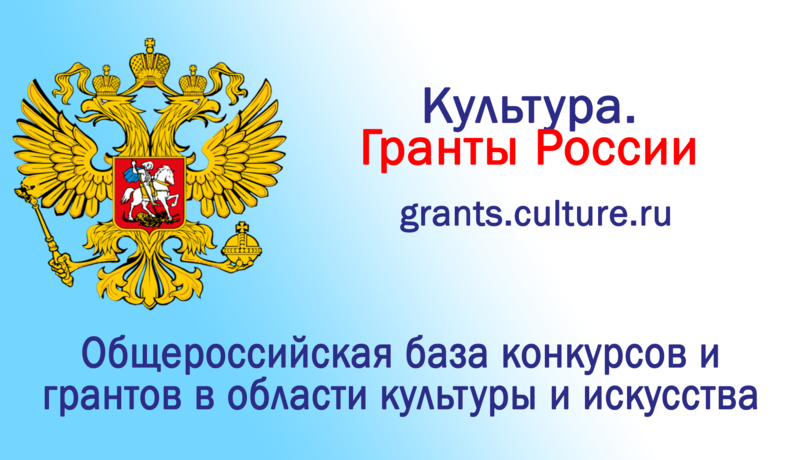 Культура.
Гранты России
grants.culture.ru
Общероссийская база конкурсов и
грантов в области культуры и искусства